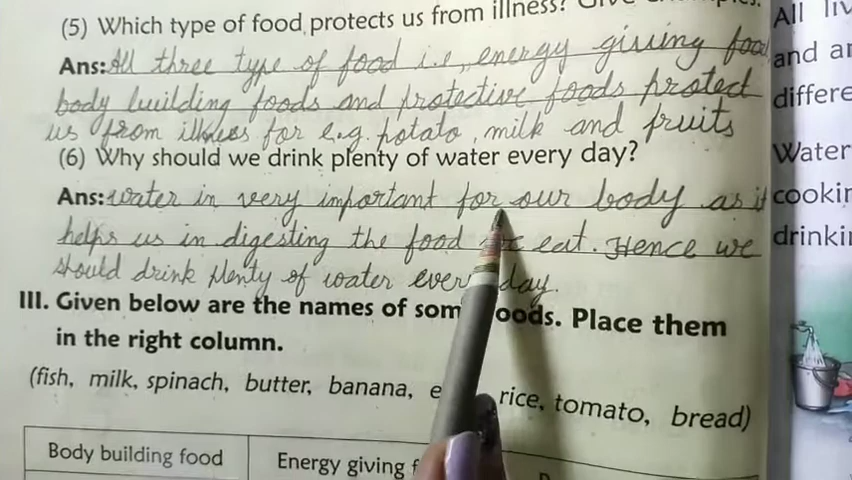 (5) Which type of food protects us from illness?
All liv
Ans: All three type of food i.e, energy giving food
and an
body building foods and protective foods protect
differe
us from illness for e.g. potato, milk and fruits
(6) Why should we drink plenty of water every day?
Water
Ans: water in very important for our body as it
cookin
helps us in digesting the food eat. Hence we
drinkin
should drink plenty of water every day.
III. Given below are the names of som foods. Place them
in the right column.
(fish, milk, spinach, butter, banana, e rice, tomato, bread)
Body building food
Energy giving f